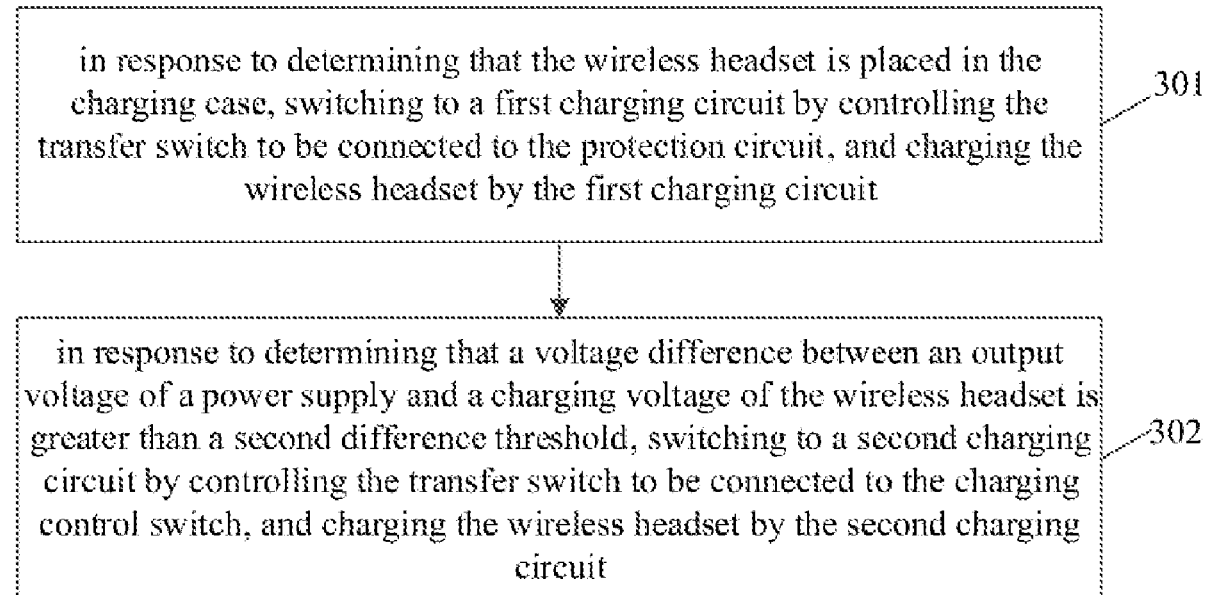 in response to determining that the wireless headset is placed in the
charging case, switching to a first charging circuit by controlling the
transfer switch to be connected to the protection circuit, and charging the
wireless headset by the first charging circuit
301
in response to determining that a voltage difference between an output
voltage of a power supply and a charging voltage of the wireless headset is
greater than a second difference threshold, switching to a second charging
circuit by controlling the transfer switch to be connected to the charging
control switch, and charging the wireless headset by the second charging
circuit
302